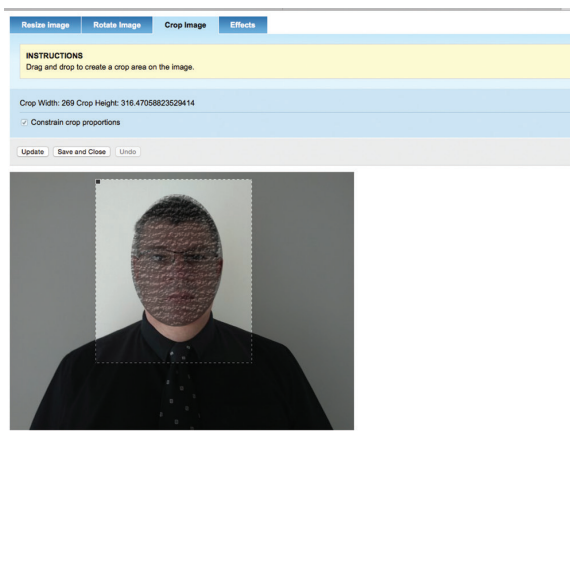 Resize Image Rotate Image Crop Image Effects
INSTRUCTIONS
Drag and drop to create a crop area on the image.
Crop Width: 269 Crop Height: 316.47058823529414
Constrain crop proportions
Update Save and Close Undo